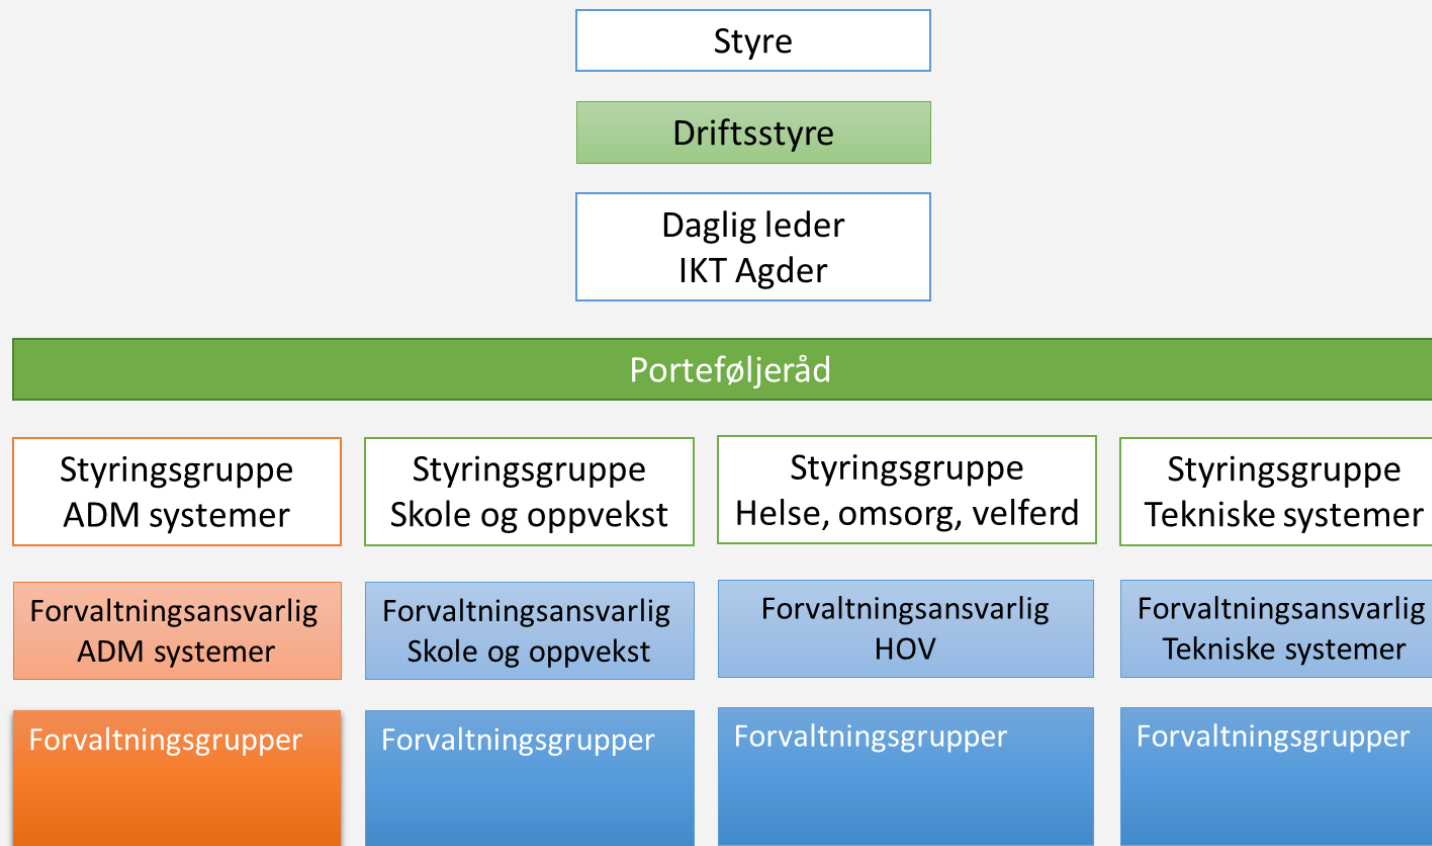 Styre
Driftsstyre
Daglig leder
IKT Agder
Porteføljeråd
Styringsgruppe
ADM systemer
Styringsgruppe
Skole og oppvekst
Styringsgruppe
Helse, omsorg, velferd
Styringsgruppe
Tekniske systemer
Forvaltningsansvarlig
ADM systemer
Forvaltningsansvarlig
Skole og oppvekst
Forvaltningsansvarlig
HOV
Forvaltningsansvarlig
Tekniske systemer
Forvaltningsgrupper
Forvaltningsgrupper
Forvaltningsgrupper
Forvaltningsgrupper